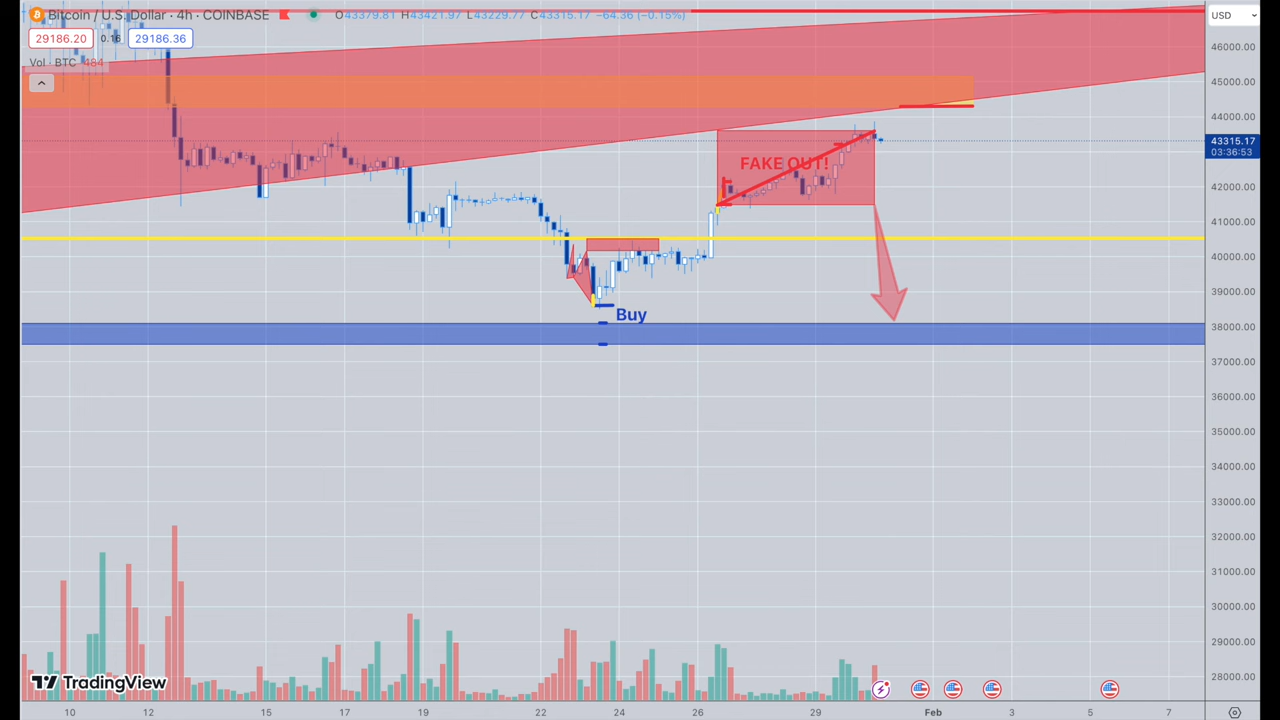 Bitcoin / U.S. Dollar · 4h · COINBASE O43379.81 H43421.97 L43229.77 C43315.17 −64.36 (−0.15%)
USD
29186.20 0.16 29186.36
Vol · BTC 484
46000.00
45000.00
44000.00
43315.17
03:36:53
FAKE OUT!
42000.00
41000.00
40000.00
39000.00
Buy
38000.00
37000.00
36000.00
35000.00
34000.00
33000.00
32000.00
31000.00
30000.00
29000.00
28000.00
TradingView
10 12 15 17 19 22 24 26 29 Feb 3 5 7